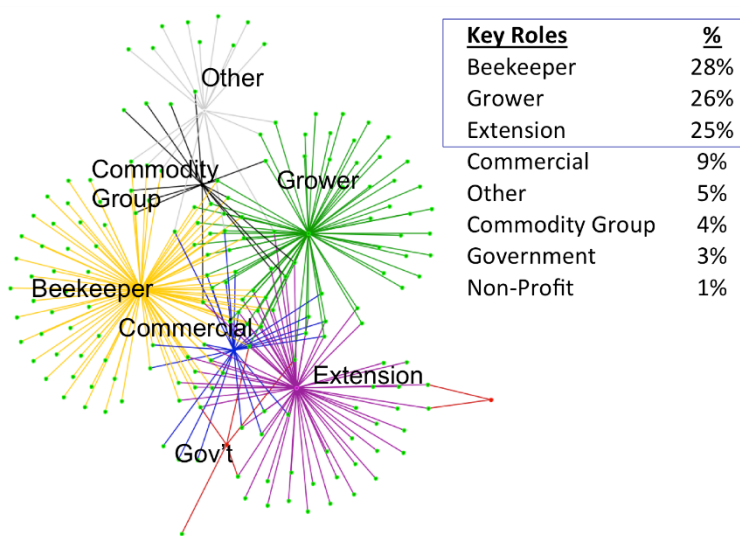 Other
Commodity
Group
Grower
Beekeeper
Commercial
Extension
Gov't
Key Roles %
Beekeeper 28%
Grower 26%
Extension 25%
Commercial 9%
Other 5%
Commodity Group 4%
Government 3%
Non-Profit 1%